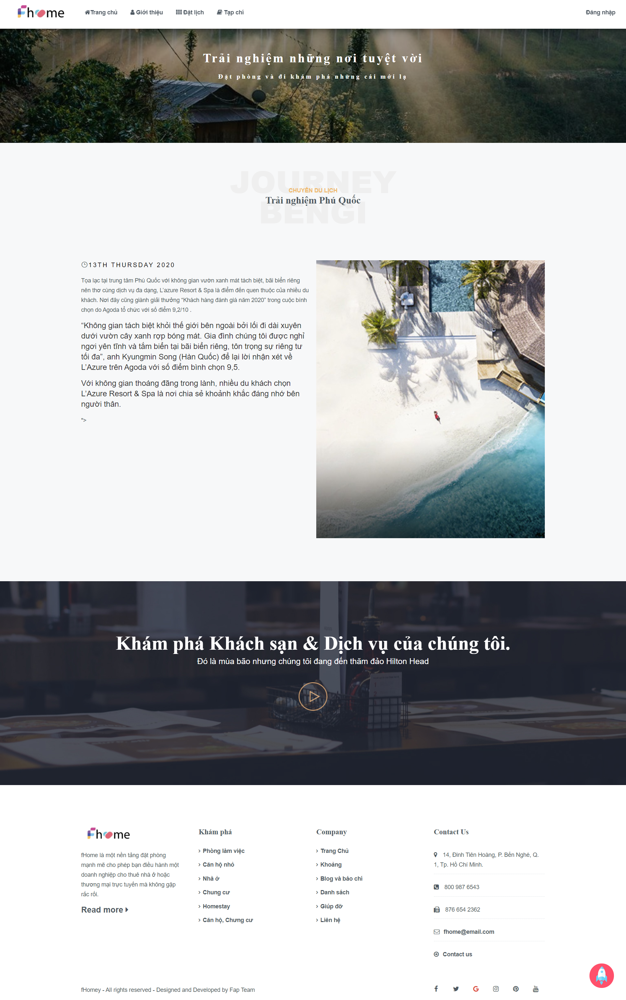 Fhome
Trang chủ
Giới thiệu
Đặt lịch
Tạp chí
Đăng nhập
Trải nghiệm những nơi tuyệt vời
Đặt phòng và đi khám phá những cái mới lạ
JOURNEY
CHUYẾN DU LỊCH
Trải nghiệm Phú Quốc
BENGI
13TH THURSDAY 2020
Tọa lạc tại trung tâm Phú Quốc với không gian vườn xanh mát tách biệt, bãi biển riêng
nên thơ cùng dịch vụ đa dạng, L’azure Resort & Spa là điểm đến quen thuộc của nhiều du
khách. Nơi đây cũng giành giải thưởng “Khách hàng đánh giá năm 2020” trong cuộc bình
chọn do Agoda tổ chức với số điểm 9,2/10 .
“Không gian tách biệt khỏi thế giới bên ngoài bởi lối đi dài xuyên
dưới vườn cây xanh rợp bóng mát. Gia đình chúng tôi được nghỉ
ngơi yên tĩnh và tắm biển tại bãi biển riêng, tôn trọng sự riêng tư
tối đa”, anh Kyungmin Song (Hàn Quốc) để lại lời nhận xét về
L’Azure trên Agoda với số điểm bình chọn 9,5.
Với không gian thoáng đãng trong lành, nhiều du khách chọn
L’Azure Resort & Spa là nơi chia sẻ khoảnh khắc đáng nhớ bên
người thân.
">
Khám phá Khách sạn & Dịch vụ của chúng tôi.
Đó là mùa bão nhưng chúng tôi đang đến thăm đảo Hilton Head
Fhome
fHome là một nền tảng đặt phòng
mạnh mẽ cho phép bạn điều hành một
doanh nghiệp cho thuê nhà ở hoặc
thương mại trực tuyến mà không gặp
rắc rối.
Read more
Khám phá
Phòng làm việc
Căn hộ nhỏ
Nhà ở
Chung cư
Homestay
Căn hộ, Chưng cư
Company
Trang Chủ
Khoảng
Blog và báo chí
Danh sách
Giúp đỡ
Liên hệ
Contact Us
14, Đinh Tiên Hoàng, P. Bến Nghé, Q.
1, Tp. Hồ Chí Minh.
800 987 6543
876 654 2362
fhome@email.com
Contact us
fHomey - All rights reserved - Designed and Developed by Fap Team